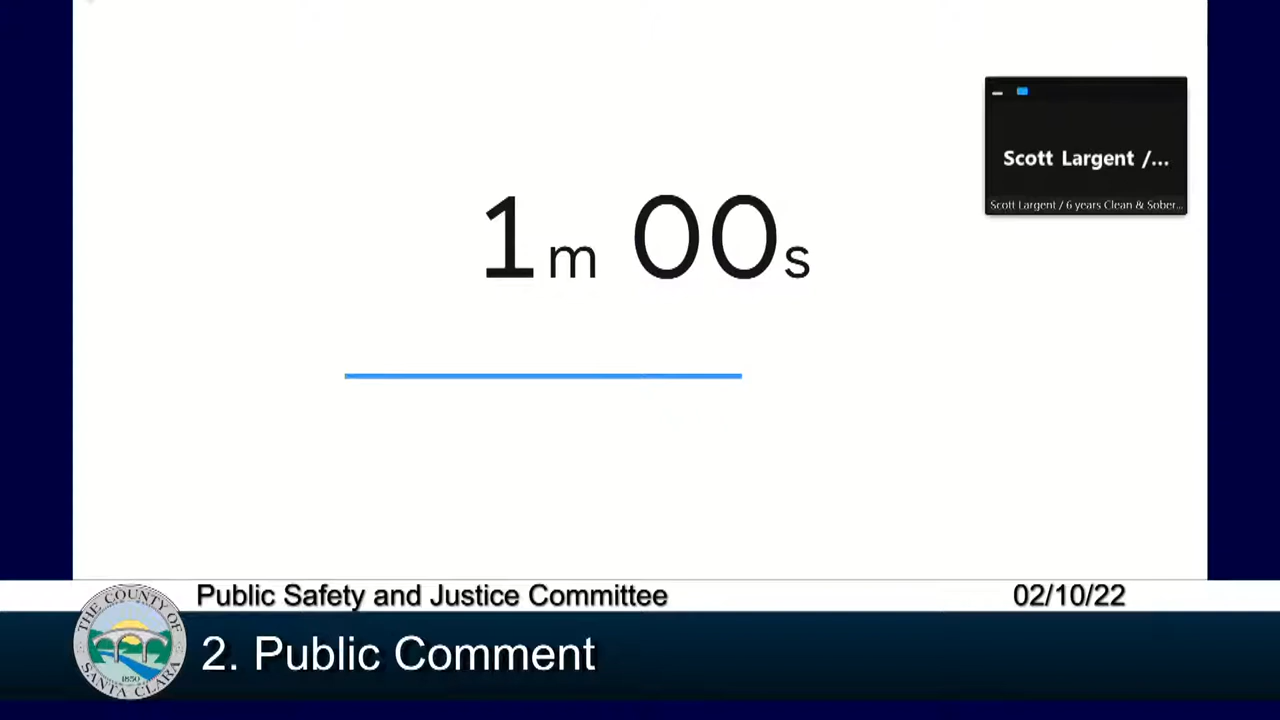 Scott Largent /...
Scott Largent / 6 years Clean & Sober...
1m 00s
Public Safety and Justice Committee
02/10/22
THE COUNTY OF
SANTA CLARA
1850
2. Public Comment